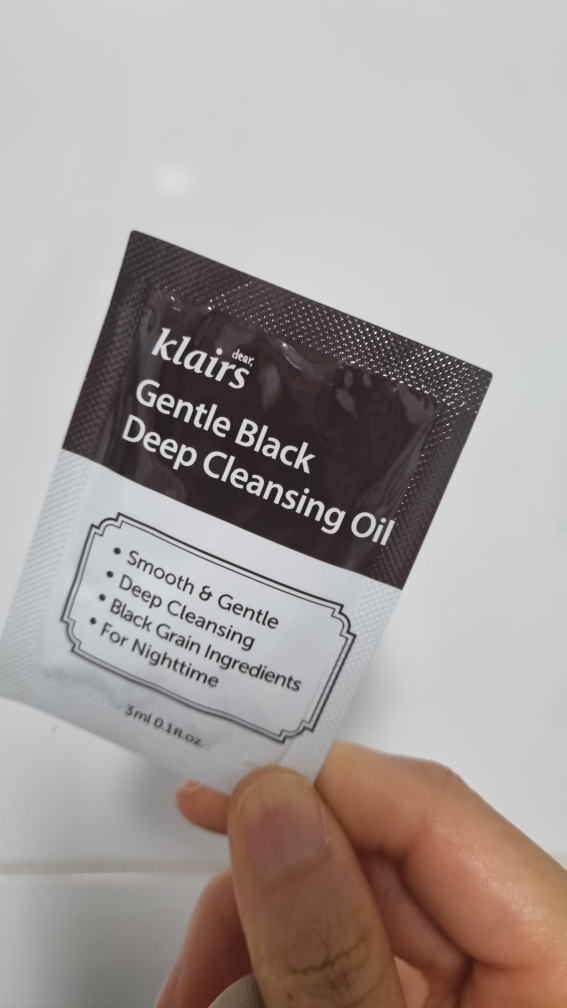 dear,
klairs
Gentle Black
Deep Cleansing Oil
• Smooth & Gentle
• Deep Cleansing
• Black Grain Ingredients
• For Nighttime
3ml 0.1fl.oz.